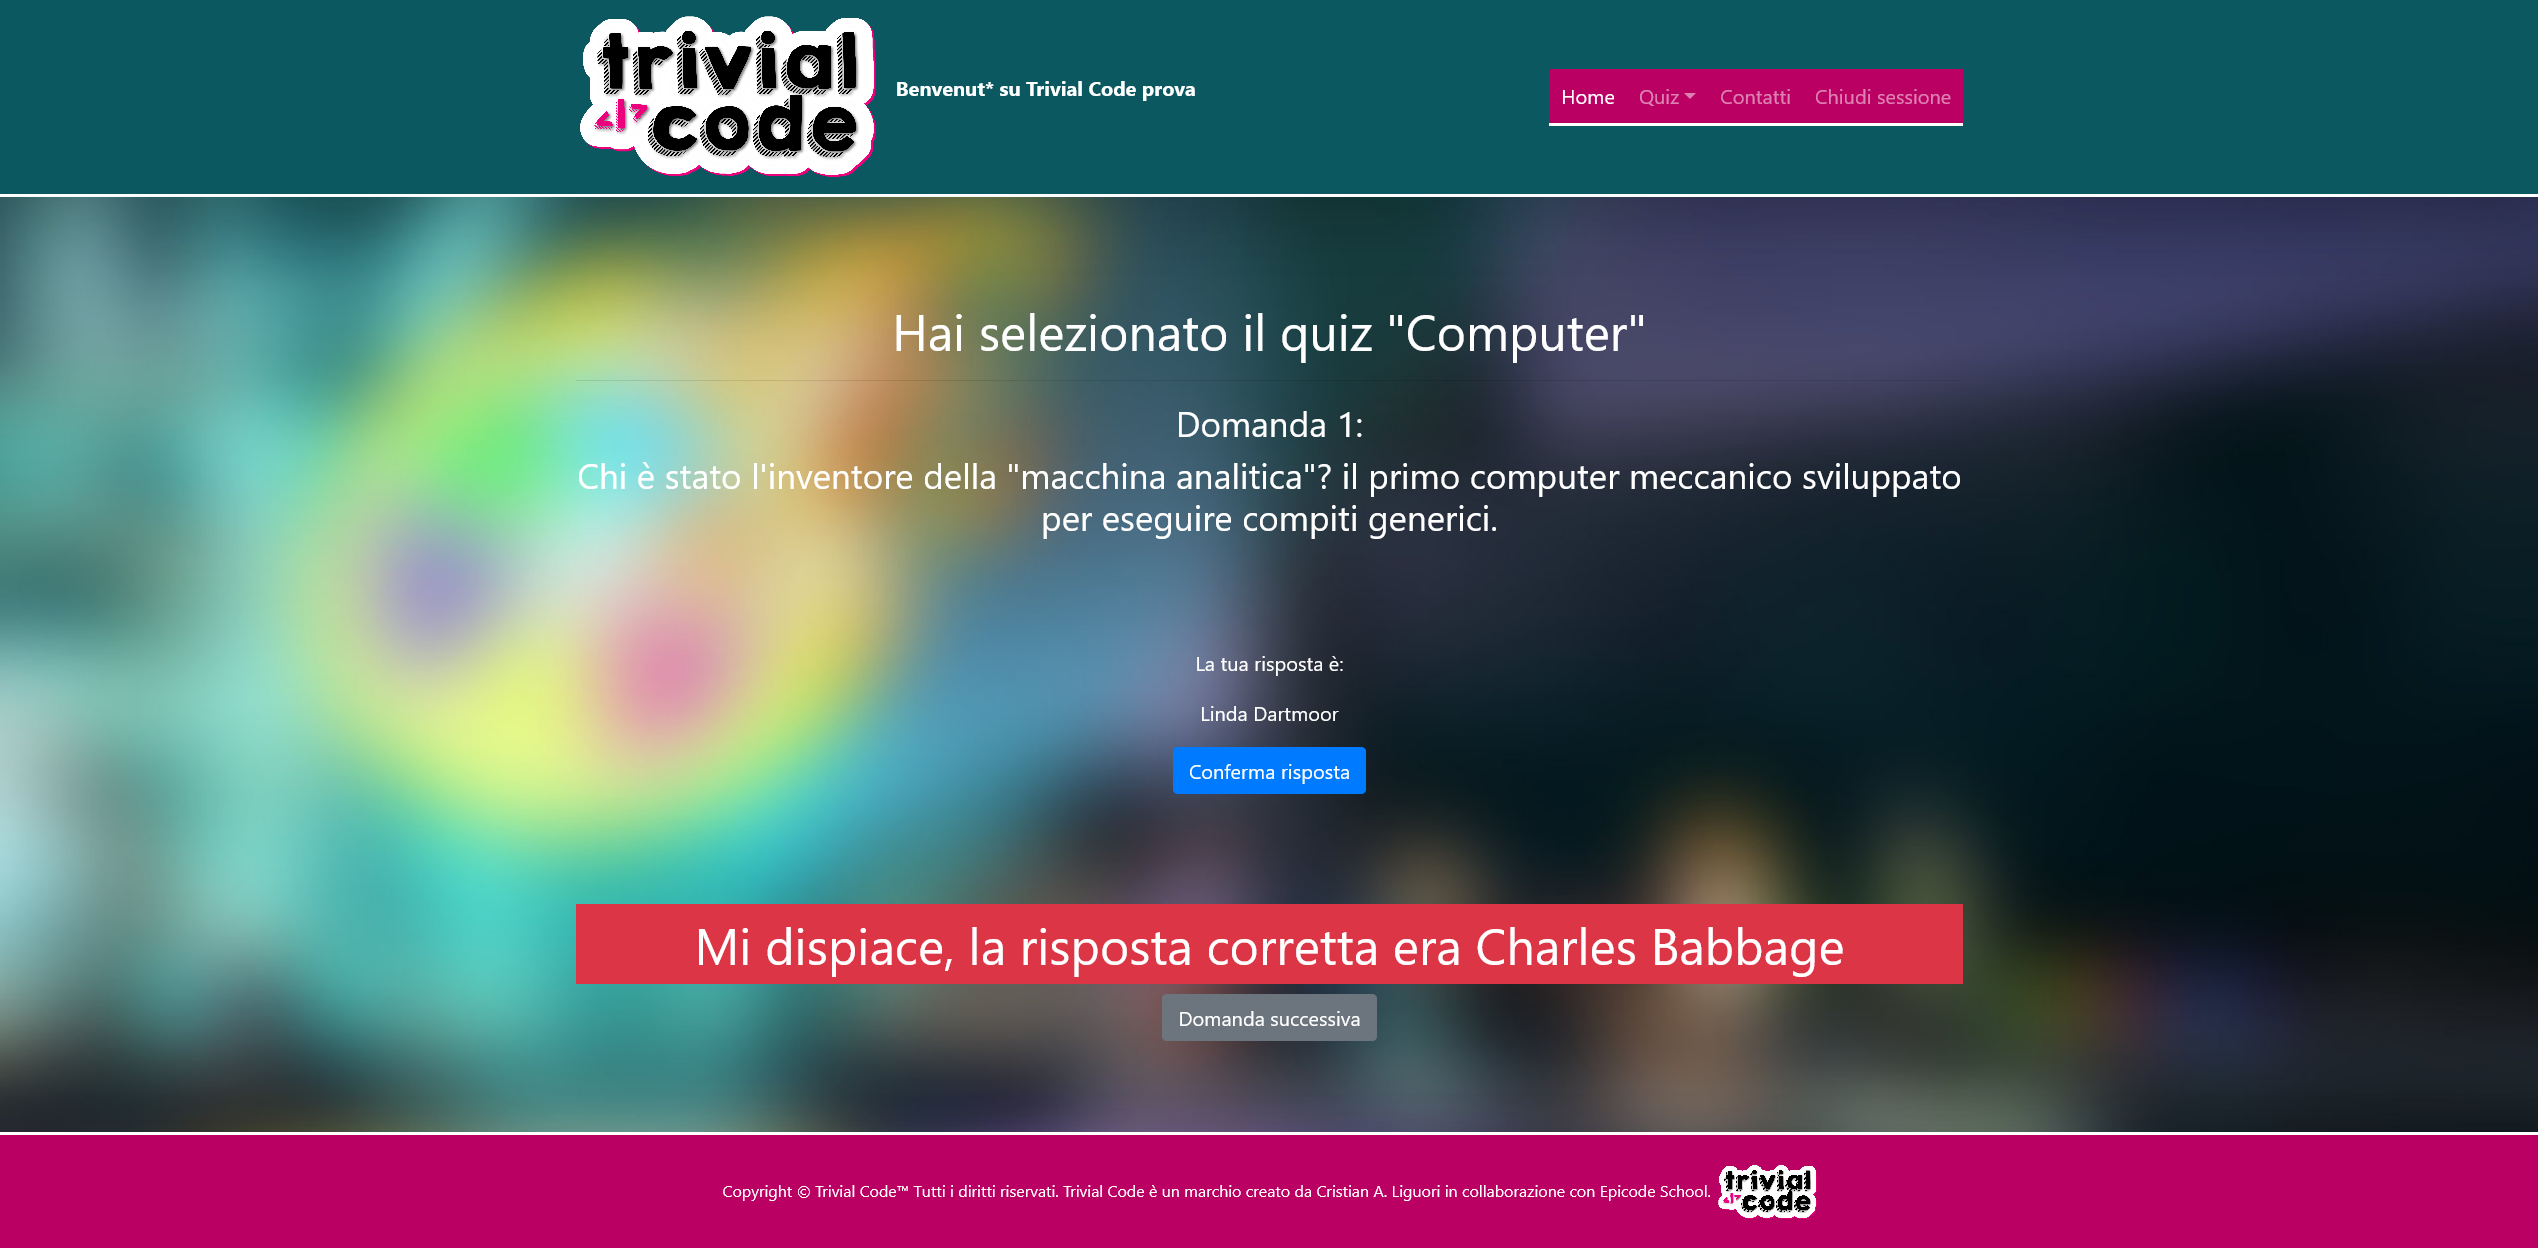 trivial
code
Benvenut* su Trivial Code prova
Home Quiz Contatti Chiudi sessione
Hai selezionato il quiz "Computer"
Domanda 1:
Chi è stato l'inventore della "macchina analitica"? il primo computer meccanico sviluppato
per eseguire compiti generici.
La tua risposta è:
Linda Dartmoor
Conferma risposta
Mi dispiace, la risposta corretta era Charles Babbage
Domanda successiva
Copyright © Trivial Code™ Tutti i diritti riservati. Trivial Code è un marchio creato da Cristian A. Liguori in collaborazione con Epicode School.
trivial
code